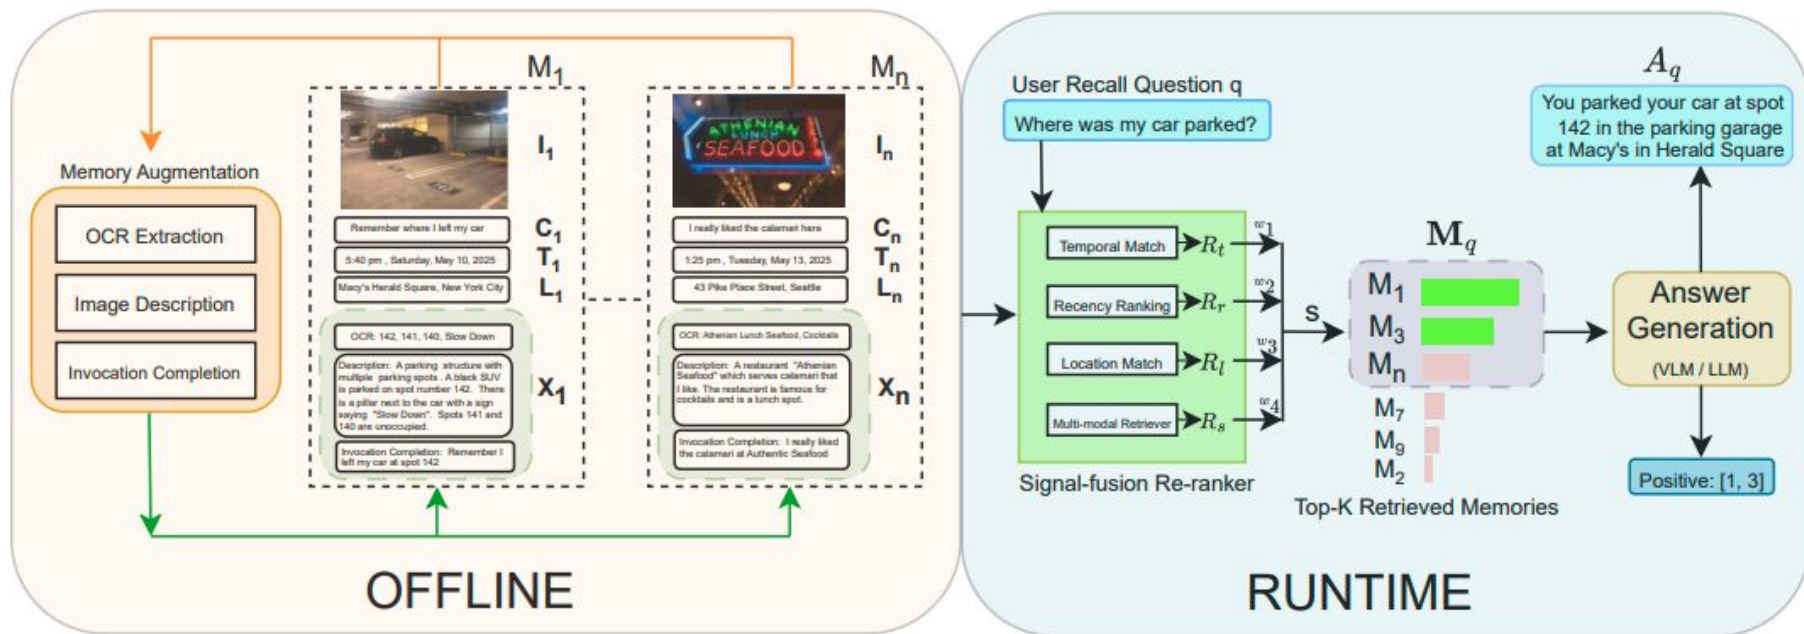 Memory Augmentation
OCR Extraction
Image Description
Invocation Completion
M1
I1
Remember where I left my car
C1
5:40 pm , Saturday, May 10, 2025
T1
Macy's Herald Square, New York City
L1
OCR: 142, 141, 140, Slow Down
Description: A parking structure with
multiple parking spots . A black SUV
is parked on spot number 142. There
is a pillar next to the car with a sign
saying "Slow Down". Spots 141 and
140 are unoccupied.
X1
Invocation Completion: Remember I
left my car at spot 142
Mn
ATHENIAN
LUNCH
SEAFOOD
In
I really liked the calamari here
Cn
1:25 pm , Tuesday, May 13, 2025
Tn
43 Pike Place Street, Seattle
Ln
OCR: Athenian Lunch Seafood, Cocktails
Description: A restaurant "Athenian
Seafood" which serves calamari that
I like. The restaurant is famous for
cocktails and is a lunch spot.
Xn
Invocation Completion: I really liked
the calamari at Authentic Seafood
OFFLINE
User Recall Question q
Where was my car parked?
Temporal Match
Rt
w1
Recency Ranking
Rr
w2
Location Match
Rl
w3
Multi-modal Retriever
Rs
w4
Signal-fusion Re-ranker
s
Mq
M1
M3
Mn
M7
M9
M2
Top-K Retrieved Memories
Aq
You parked your car at spot
142 in the parking garage
at Macy's in Herald Square
Answer
Generation
(VLM / LLM)
Positive: [1, 3]
RUNTIME